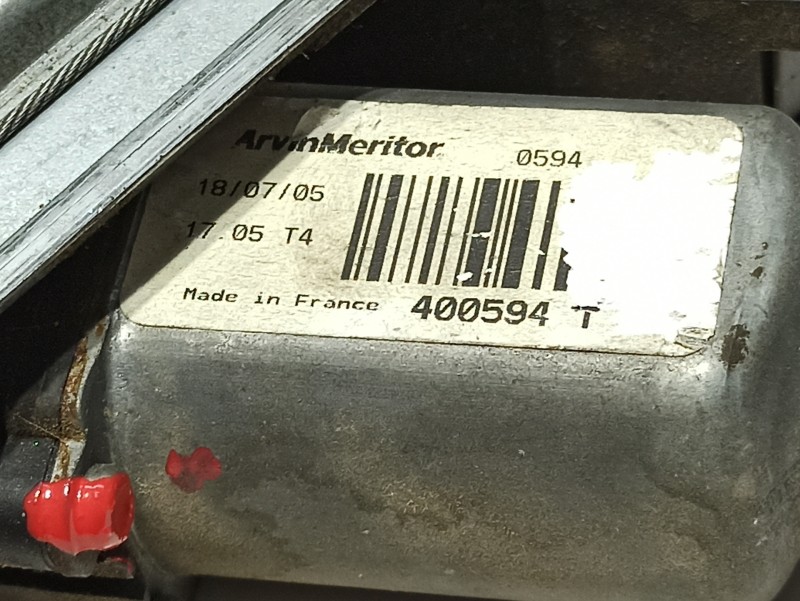 ArvinMeritor 0594
18/07/05
17 05 T4
Made in France 400594 T